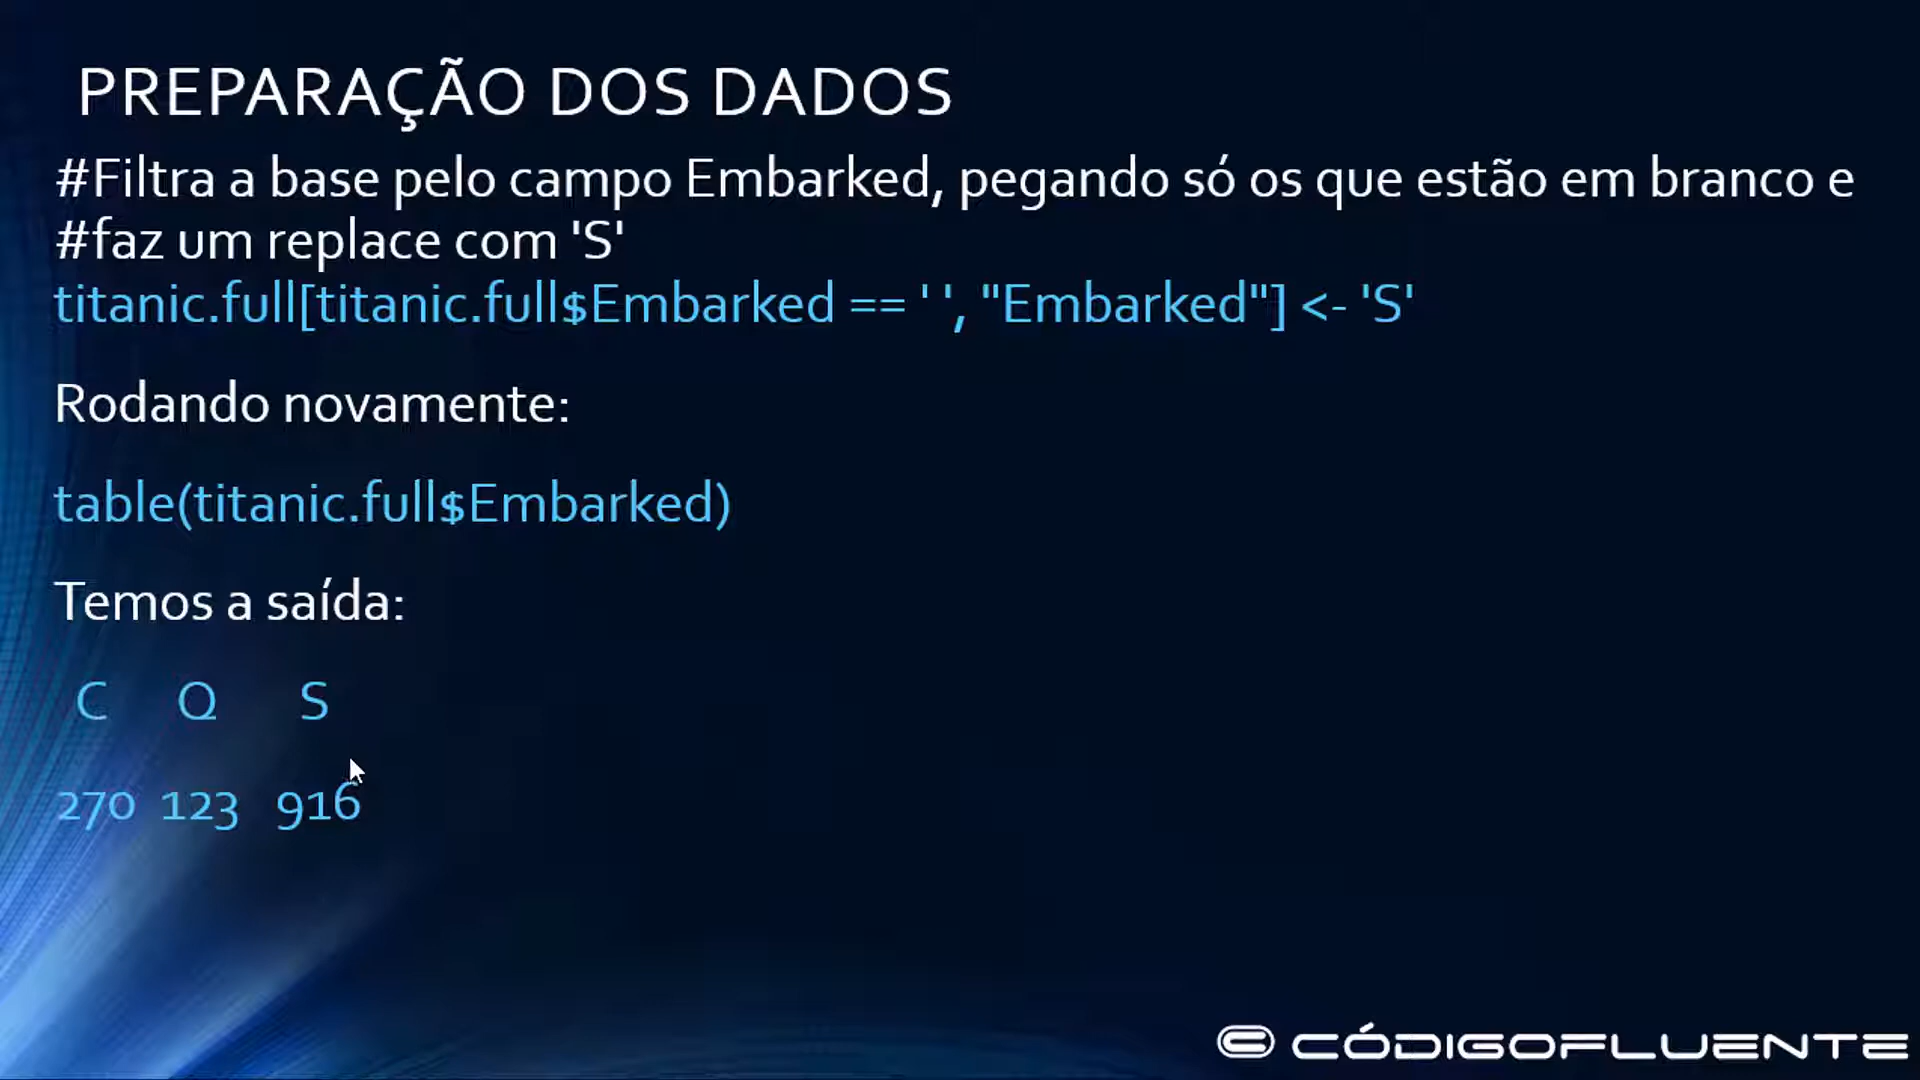 PREPARAÇÃO DOS DADOS
#Filtra a base pelo campo Embarked, pegando só os que estão em branco e
#faz um replace com 'S'
titanic.full[titanic.full$Embarked == ' ', "Embarked"] <- 'S'
Rodando novamente:
table(titanic.full$Embarked)
Temos a saída:
C Q S
270 123 916
CÓDIGOFLUENTE